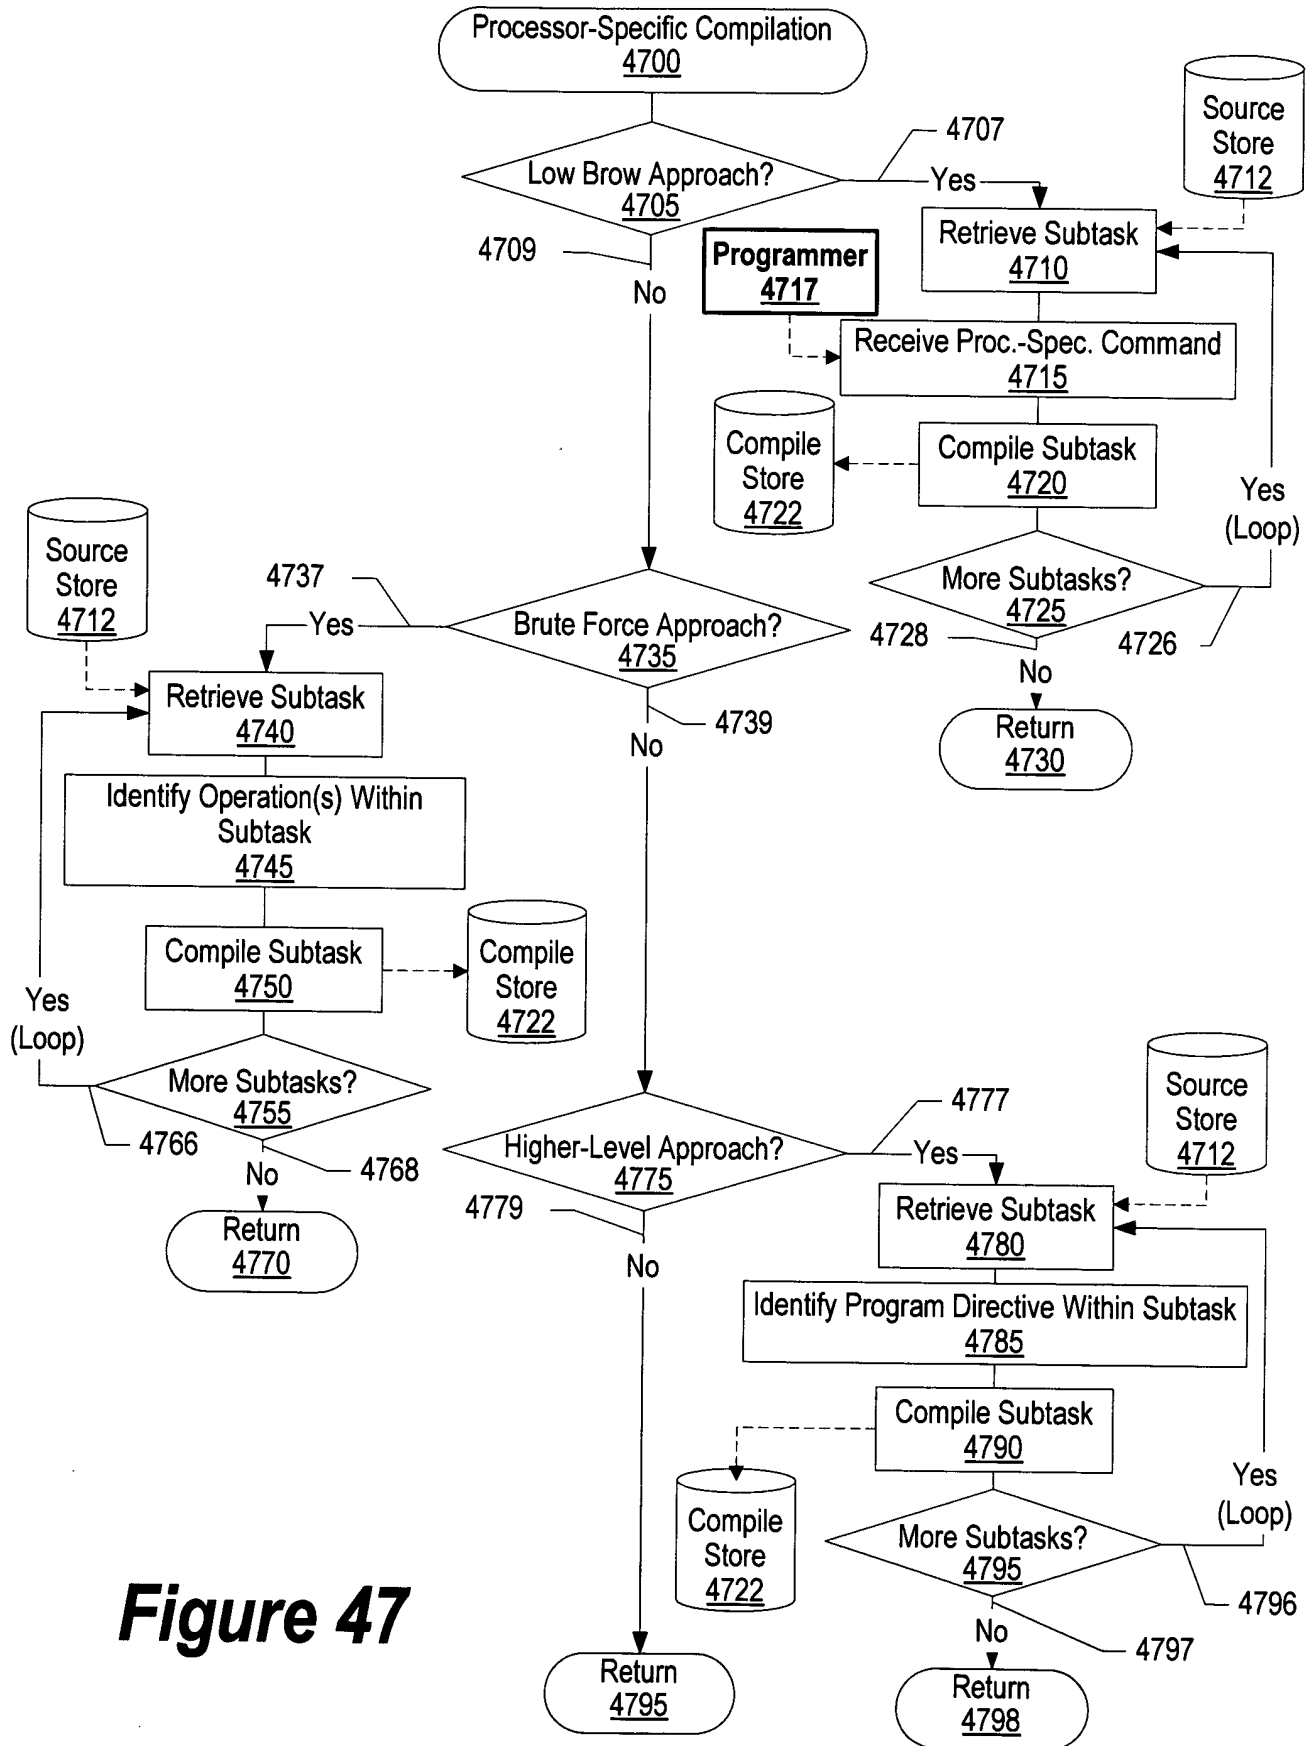 Processor-Specific Compilation
4700
Source
Store
4712
4707
Low Brow Approach?
4705
Yes
4709
No
Programmer
4717
Retrieve Subtask
4710
Receive Proc.-Spec. Command
4715
Compile
Store
4722
Compile Subtask
4720
Yes
(Loop)
More Subtasks?
4725
4728
4726
No
Return
4730
Source
Store
4712
4737
Yes
Brute Force Approach?
4735
4739
No
Retrieve Subtask
4740
Identify Operation(s) Within
Subtask
4745
Compile Subtask
4750
Compile
Store
4722
Yes
(Loop)
More Subtasks?
4755
4766
4768
No
Return
4770
4777
Higher-Level Approach?
4775
Yes
4779
No
Source
Store
4712
Retrieve Subtask
4780
Identify Program Directive Within Subtask
4785
Compile Subtask
4790
Compile
Store
4722
Yes
(Loop)
More Subtasks?
4795
4796
4797
No
Return
4795
Return
4798
Figure 47